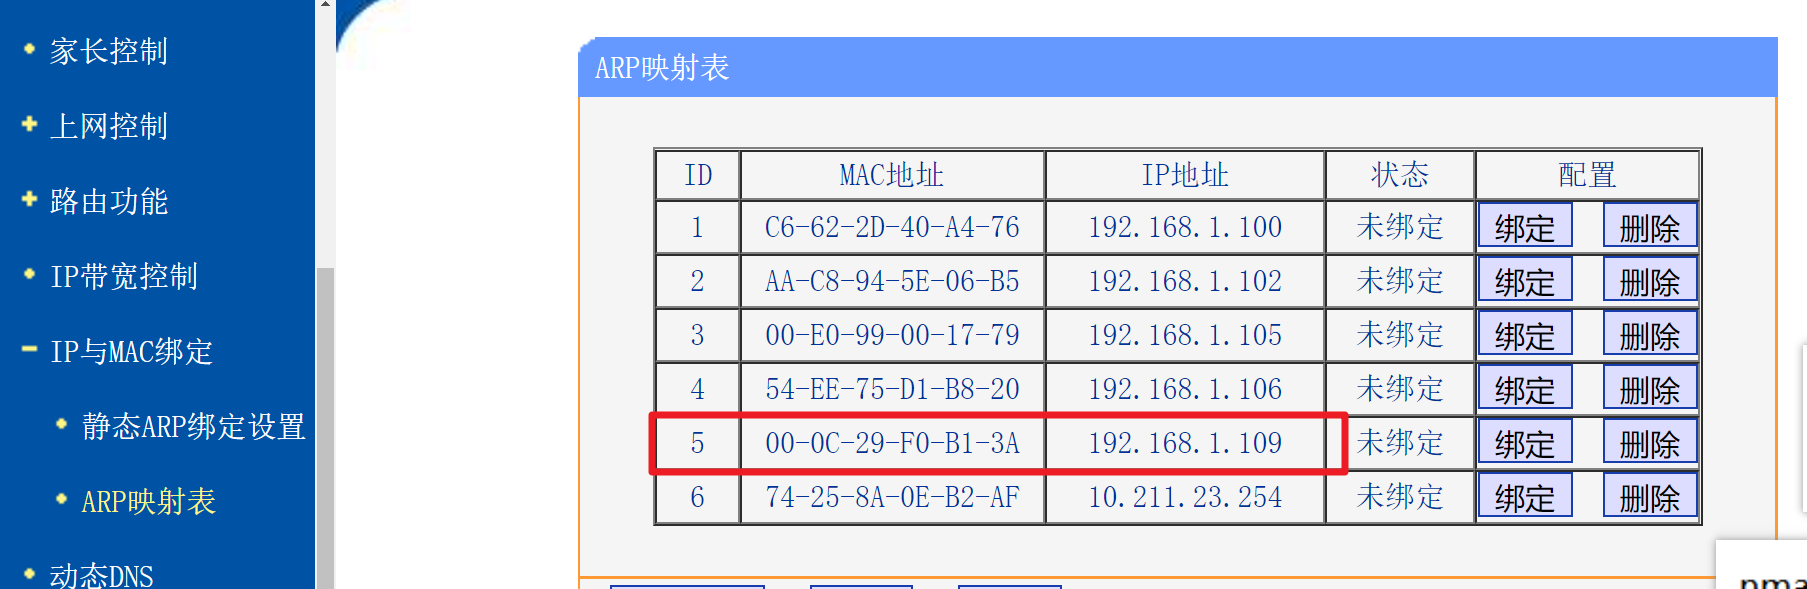 家长控制
上网控制
路由功能
IP带宽控制
IP与MAC绑定
静态ARP绑定设置
ARP映射表
动态DNS
ARP映射表
ID MAC地址 IP地址 状态 配置
1 C6-62-2D-40-A4-76 192.168.1.100 未绑定 绑定 删除
2 AA-C8-94-5E-06-B5 192.168.1.102 未绑定 绑定 删除
3 00-E0-99-00-17-79 192.168.1.105 未绑定 绑定 删除
4 54-EE-75-D1-B8-20 192.168.1.106 未绑定 绑定 删除
5 00-0C-29-F0-B1-3A 192.168.1.109 未绑定 绑定 删除
6 74-25-8A-0E-B2-AF 10.211.23.254 未绑定 绑定 删除